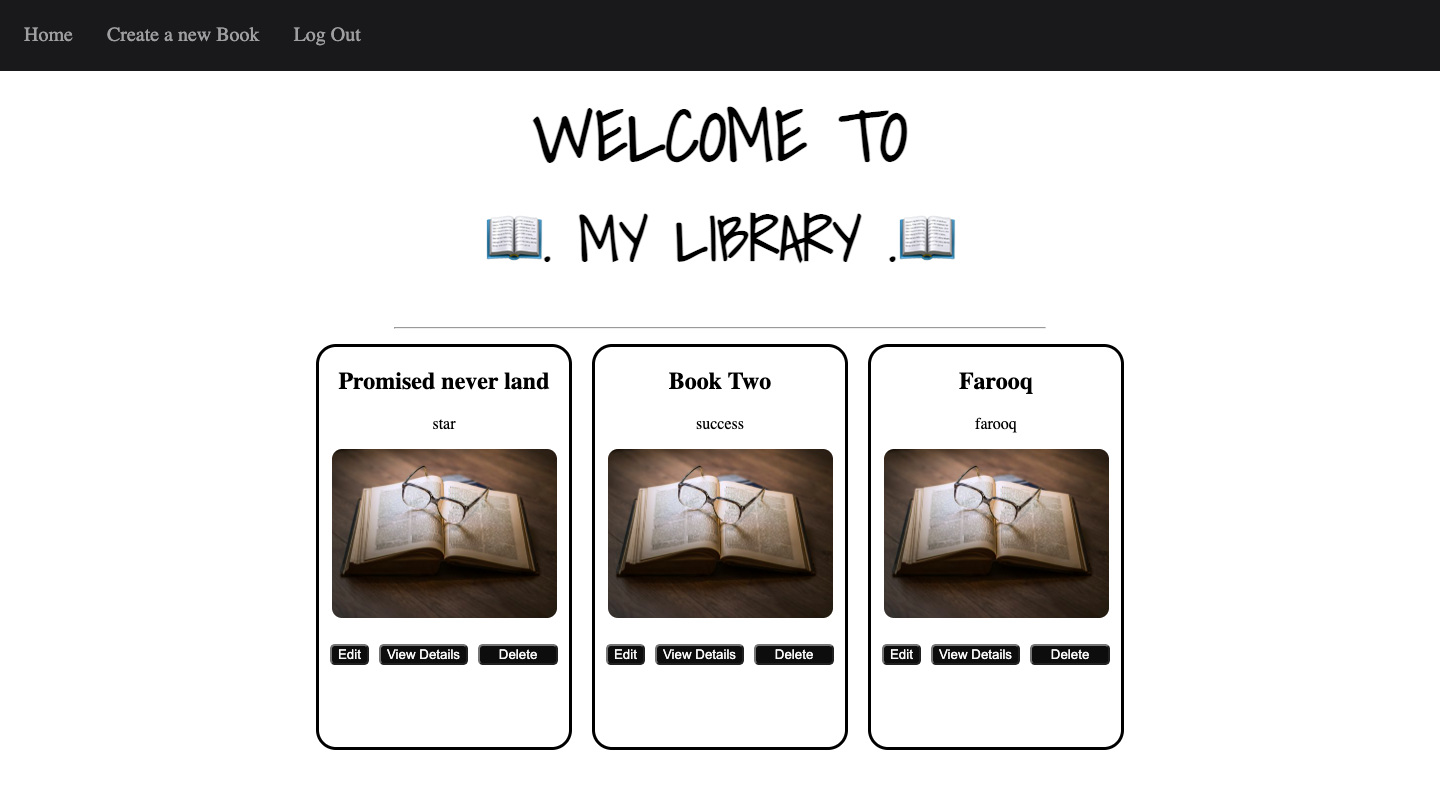 Home Create a new Book Log Out
WELCOME TO
📖. MY LIBRARY .📖
Promised never land
star
Edit View Details Delete
Book Two
success
Edit View Details Delete
Farooq
farooq
Edit View Details Delete